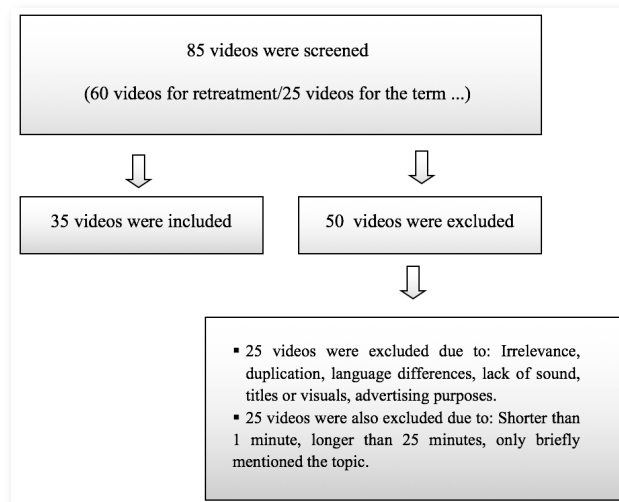 85 videos were screened
(60 videos for retreatment/25 videos for the term ...)
35 videos were included
50 videos were excluded
▪ 25 videos were excluded due to: Irrelevance,
duplication, language differences, lack of sound,
titles or visuals, advertising purposes.
▪ 25 videos were also excluded due to: Shorter than
1 minute, longer than 25 minutes, only briefly
mentioned the topic.